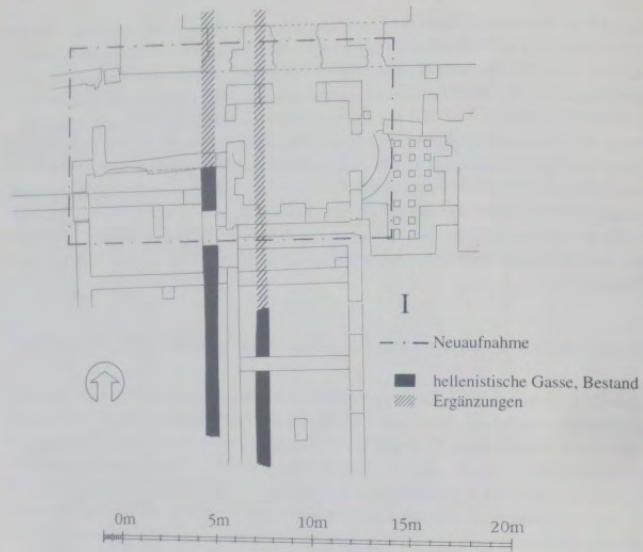 I
Neuaufnahme
hellenistische Gasse, Bestand
Ergänzungen
0m 5m 10m 15m 20m